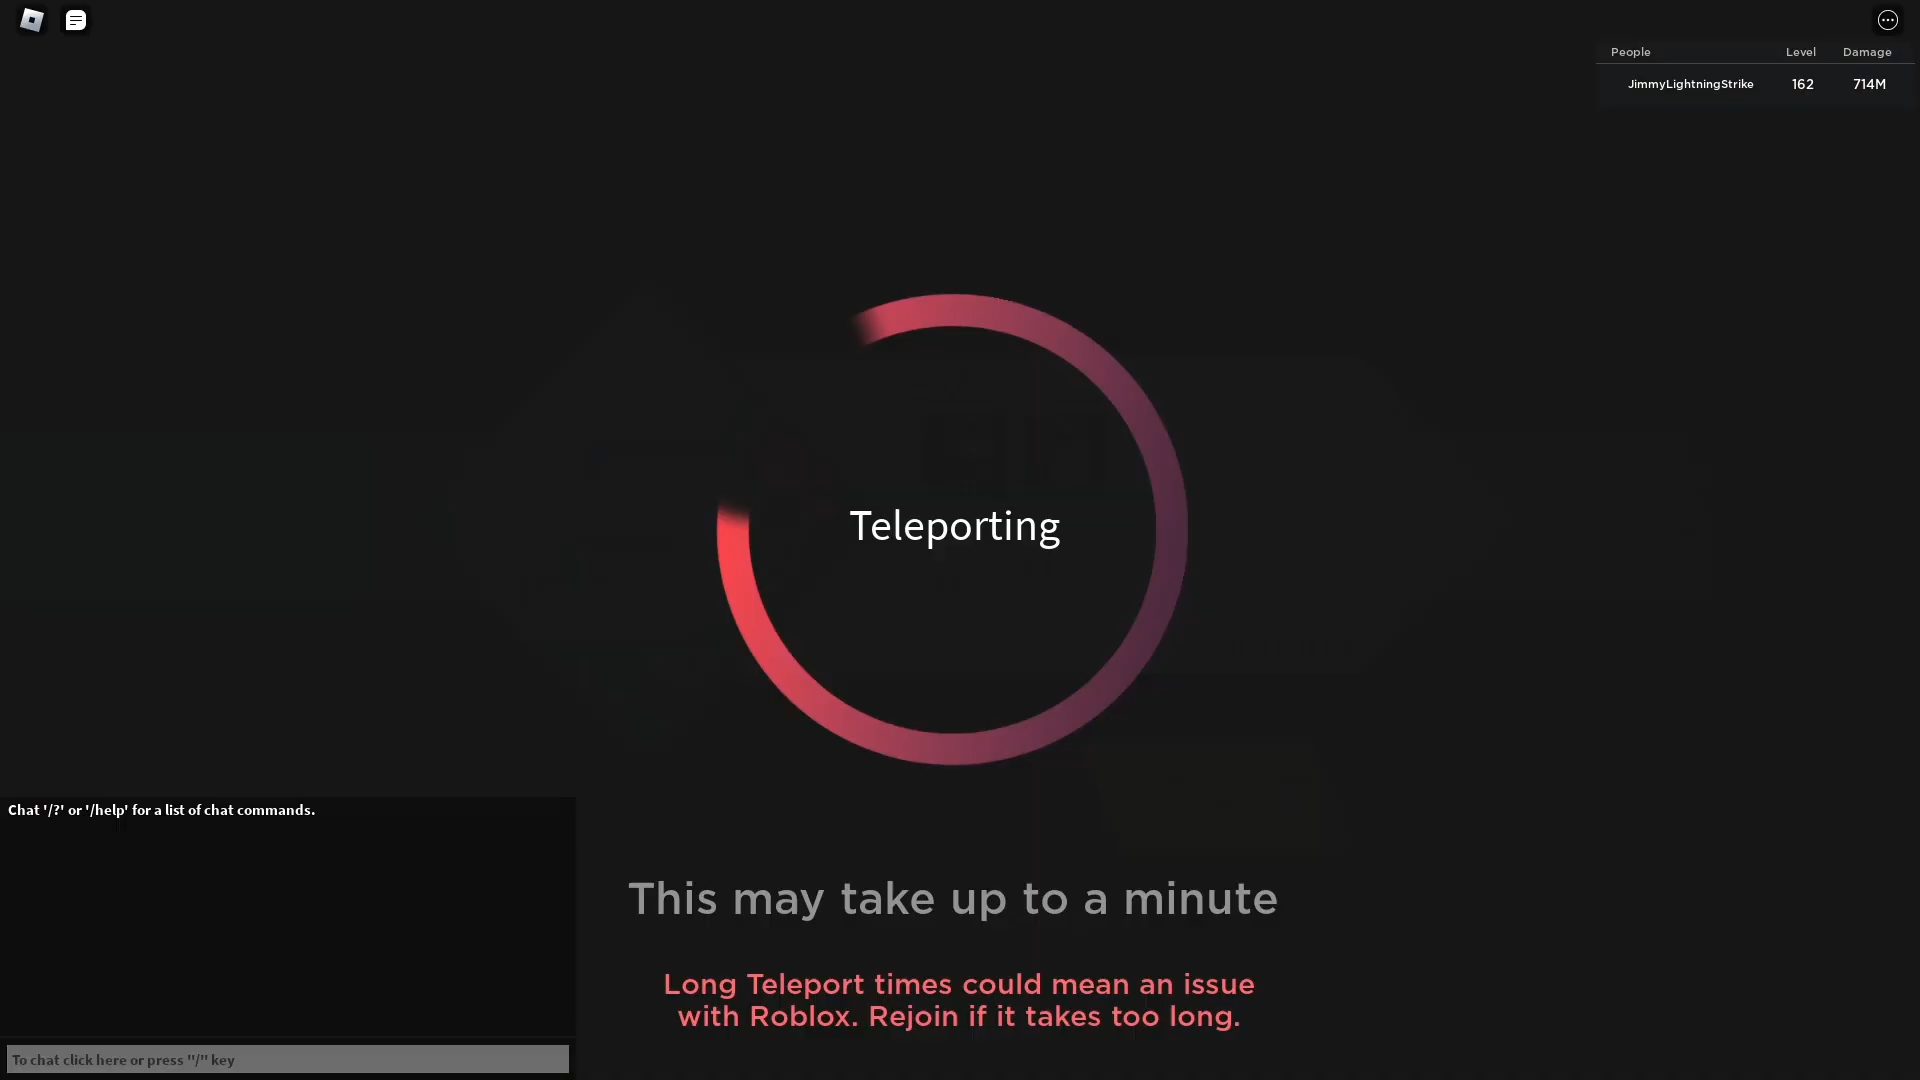 People Level Damage
JimmyLightningStrike 162 714M
Teleporting
Chat '/?' or '/help' for a list of chat commands.
This may take up to a minute
Long Teleport times could mean an issue
with Roblox. Rejoin if it takes too long.
To chat click here or press "/" key